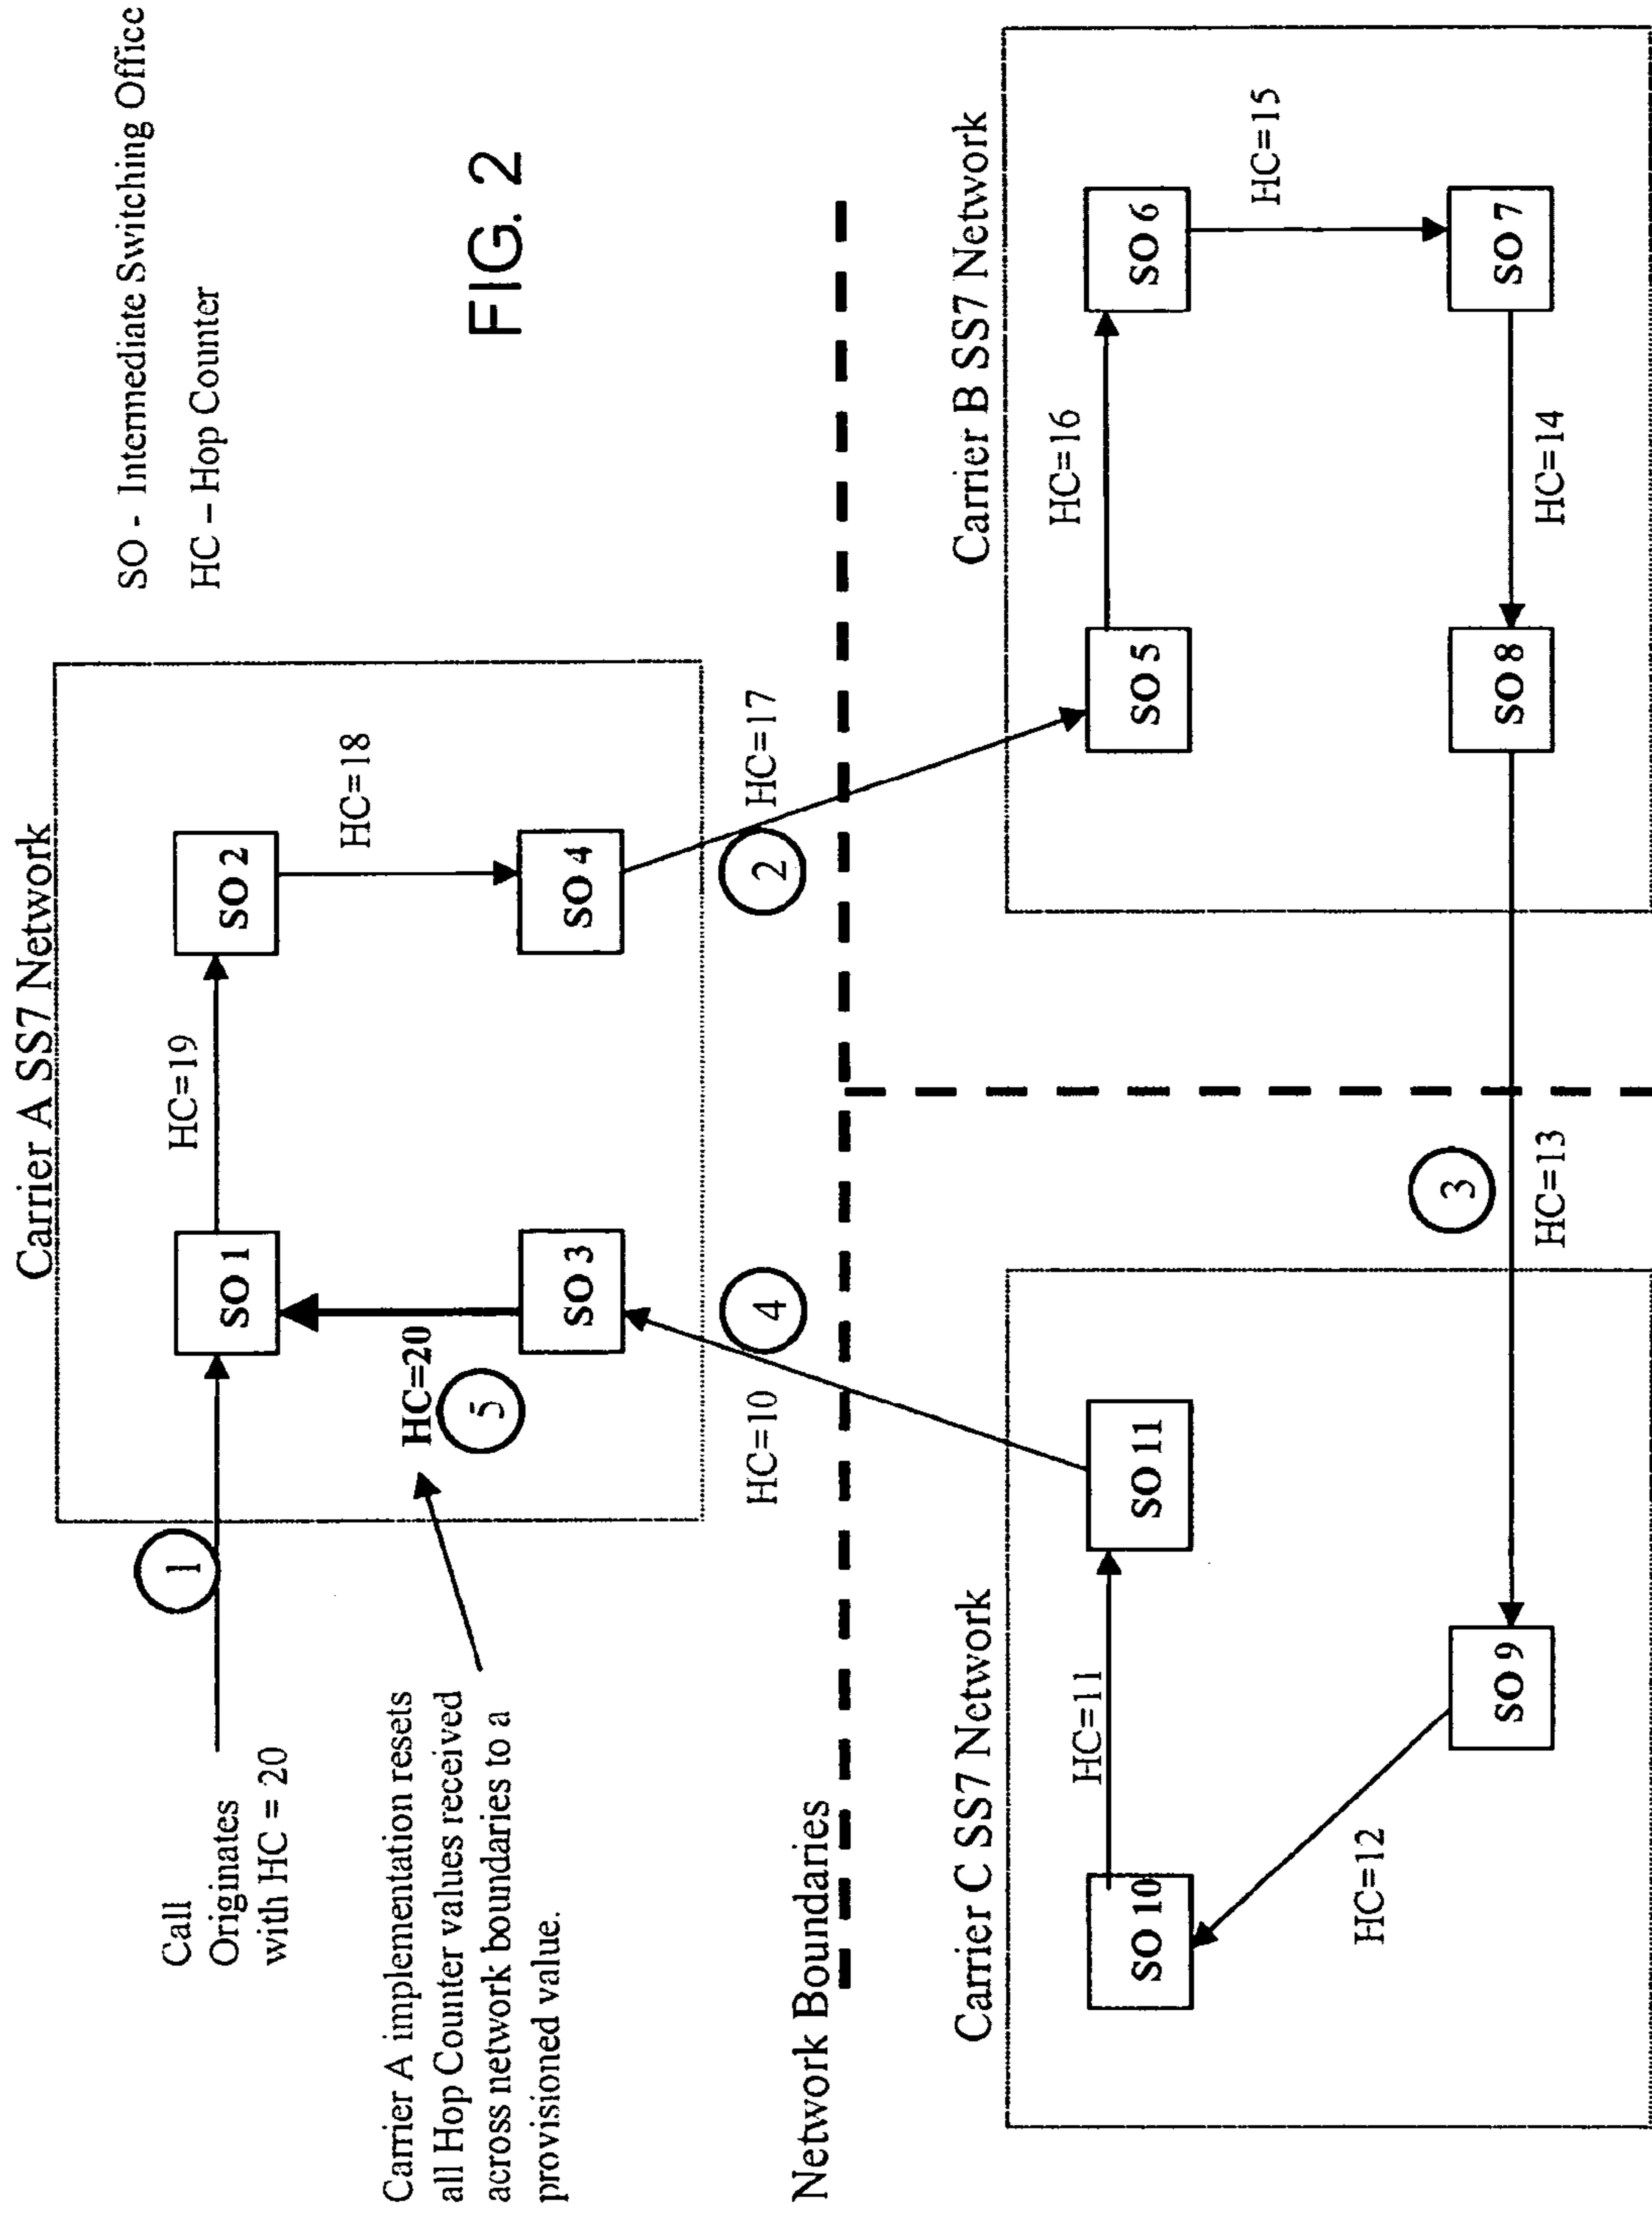 SO - Intermediate Switching Office
HC – Hop Counter
FIG. 2
Carrier A SS7 Network
Call
Originates
with HC = 20
1
SO 1
HC=19
SO 2
HC=18
SO 4
HC=17
2
SO 3
HC=20
5
Carrier A implementation resets
all Hop Counter values received
across network boundaries to a
provisioned value.
HC=10
4
Network Boundaries
Carrier B SS7 Network
SO 5
HC=16
SO 6
HC=15
SO 7
HC=14
SO 8
3
HC=13
Carrier C SS7 Network
SO 9
HC=12
SO 10
HC=11
SO 11